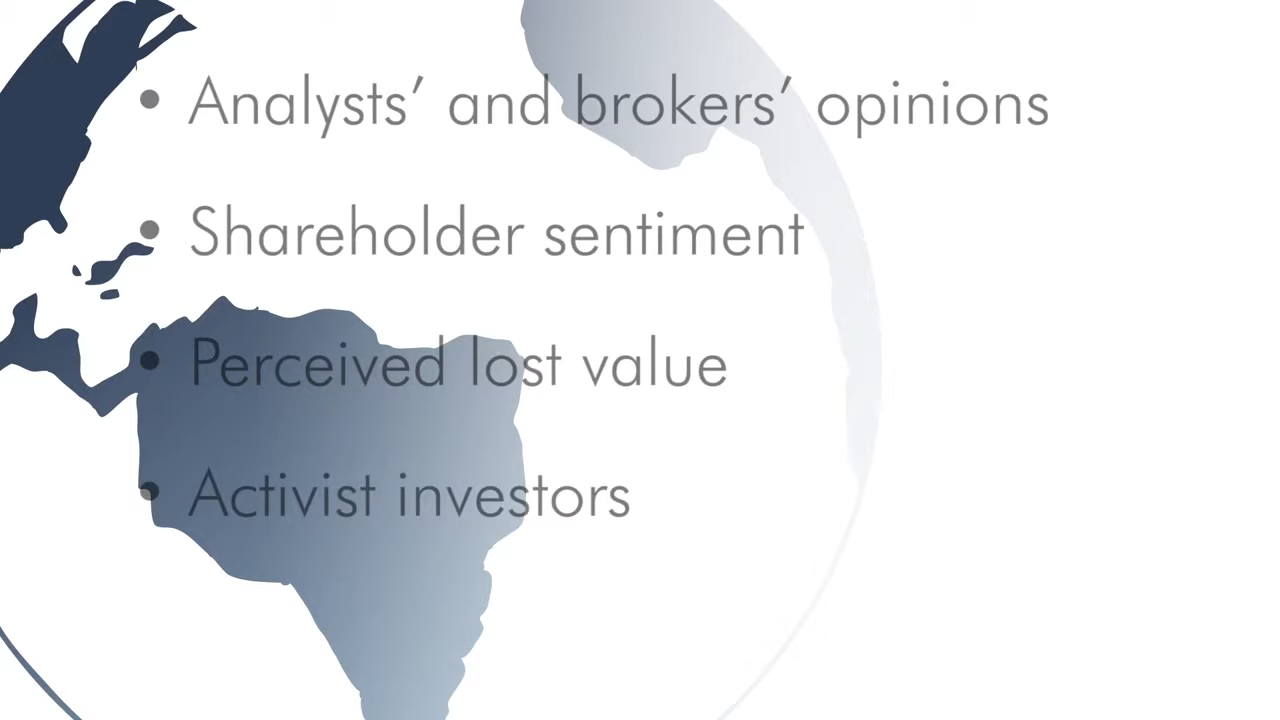 • Analysts’ and brokers’ opinions
• Shareholder sentiment
• Perceived lost value
• Activist investors